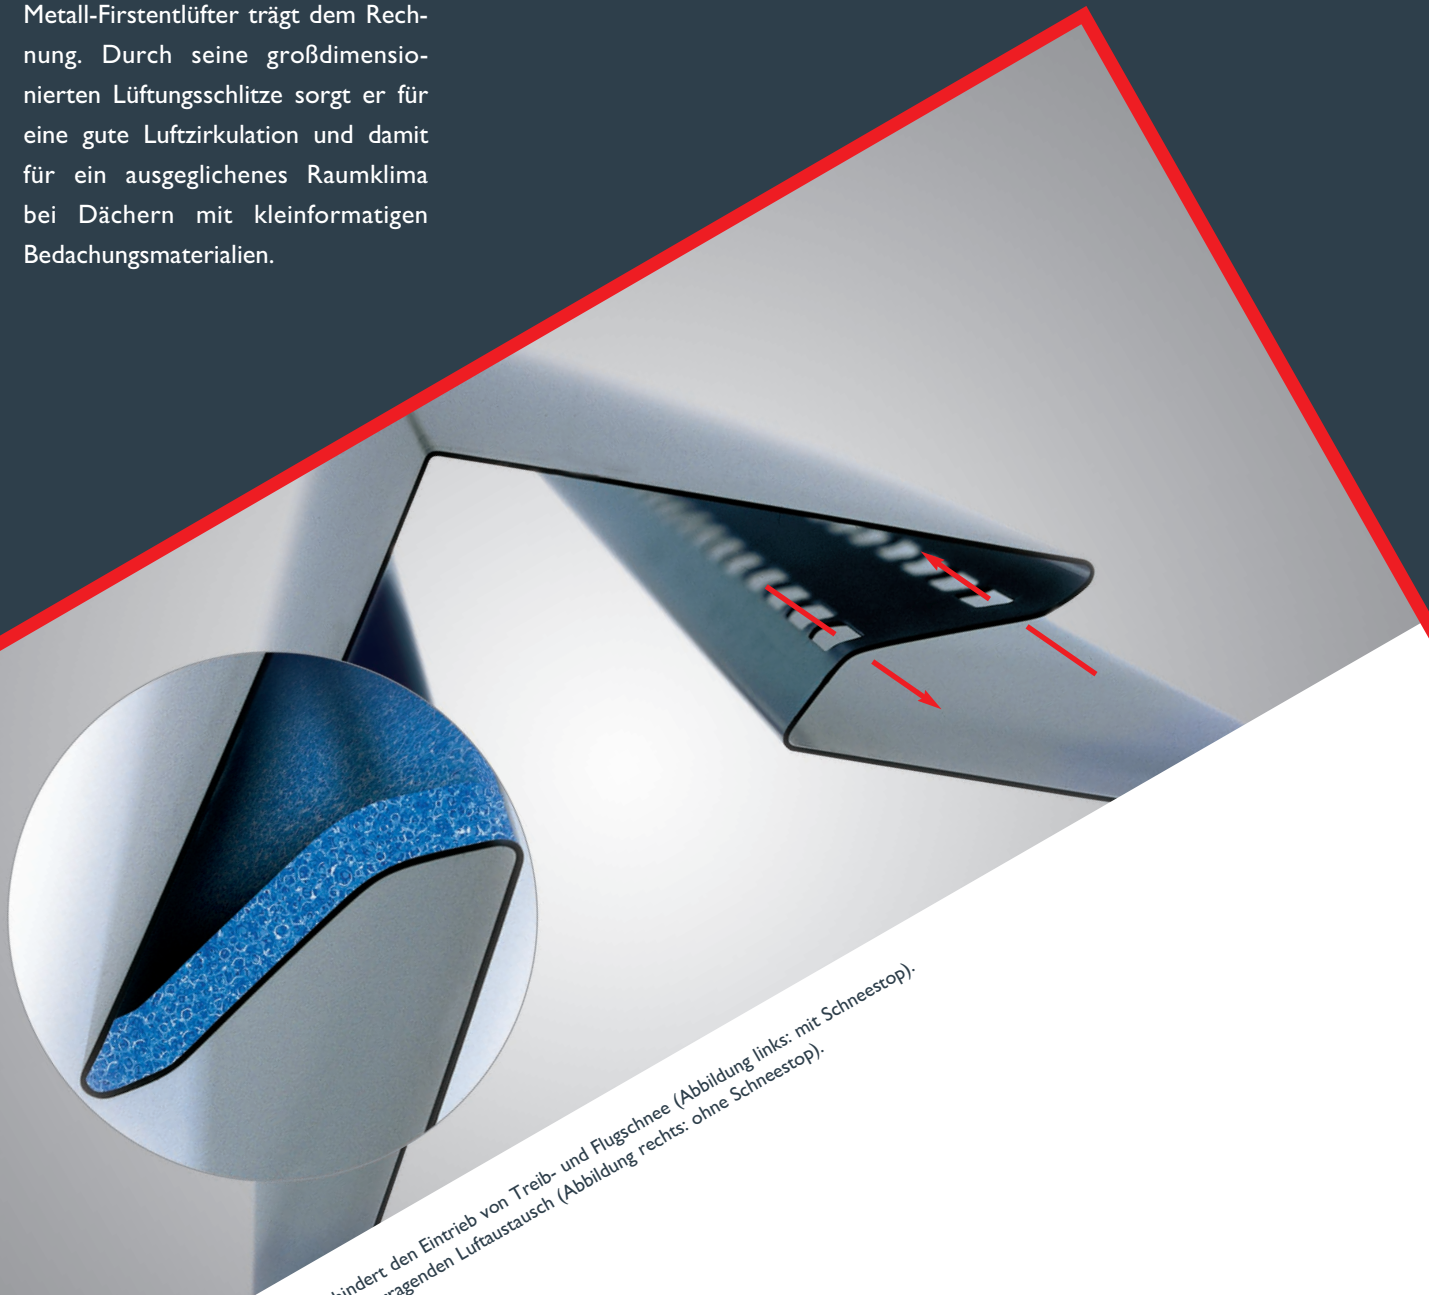 Metall-Firstentlüfter trägt dem Rech-
nung. Durch seine großdimensio-
nierten Lüftungsschlitze sorgt er für
eine gute Luftzirkulation und damit
für ein ausgeglichenes Raumklima
bei Dächern mit kleinformatigen
Bedachungsmaterialien.
den Eintrieb von Treib- und Flugschnee (Abbildung links: mit Schneestop).
Luftaustausch (Abbildung rechts: ohne Schneestop).